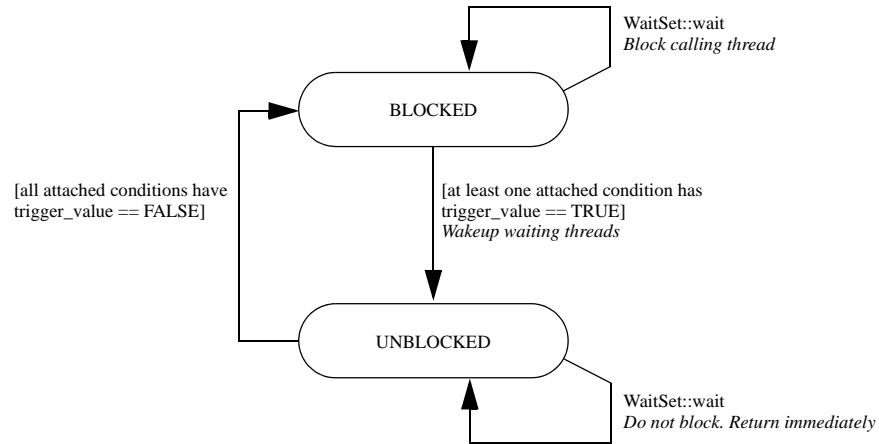 WaitSet::wait
Block calling thread
BLOCKED
[all attached conditions have
trigger_value == FALSE]
[at least one attached condition has
trigger_value == TRUE]
Wakeup waiting threads
UNBLOCKED
WaitSet::wait
Do not block. Return immediately